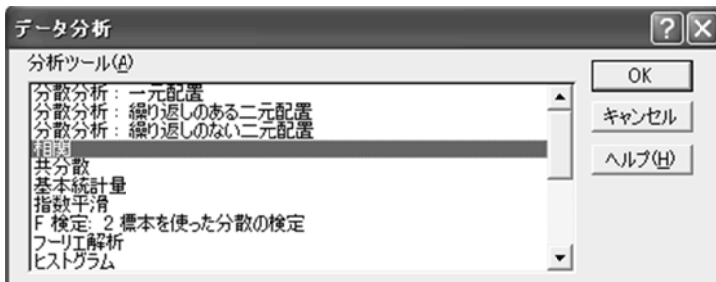 データ分析
分析ツール(A)
分散分析: 一元配置
分散分析: 繰り返しのある二元配置
分散分析: 繰り返しのない二元配置
相関
共分散
基本統計量
指数平滑
F 検定: 2 標本を使った分散の検定
フーリエ解析
ヒストグラム
OK
キャンセル
ヘルプ(H)